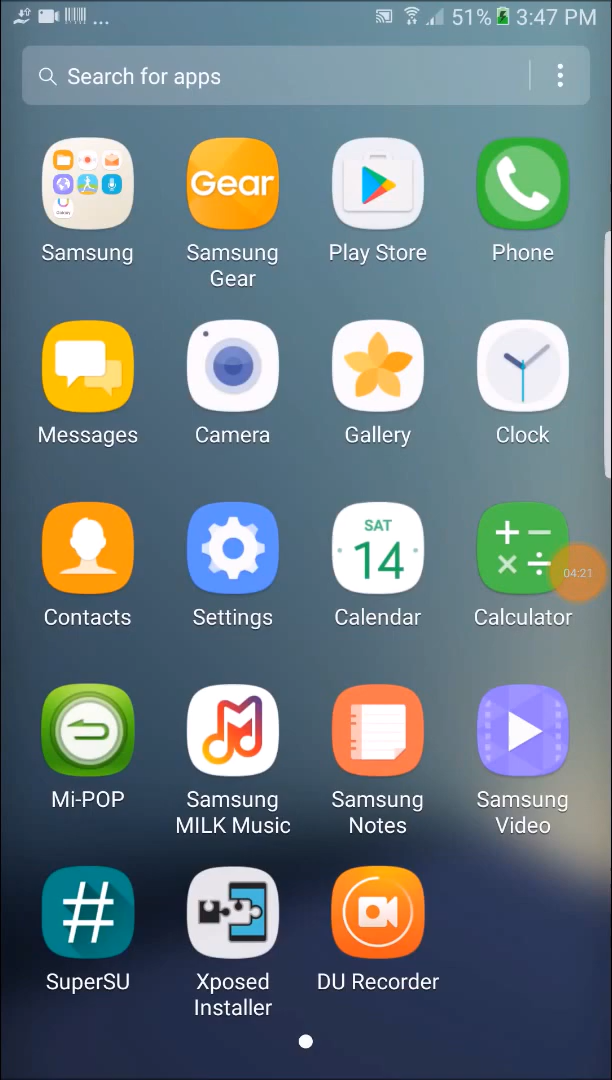 ... 51% 3:47 PM
Search for apps
Gear
Samsung Samsung Gear Play Store Phone
Messages Camera Gallery Clock
SAT
14
04:21
Contacts Settings Calendar Calculator
Mi-POP Samsung MILK Music Samsung Notes Samsung Video
#
SuperSU Xposed Installer DU Recorder